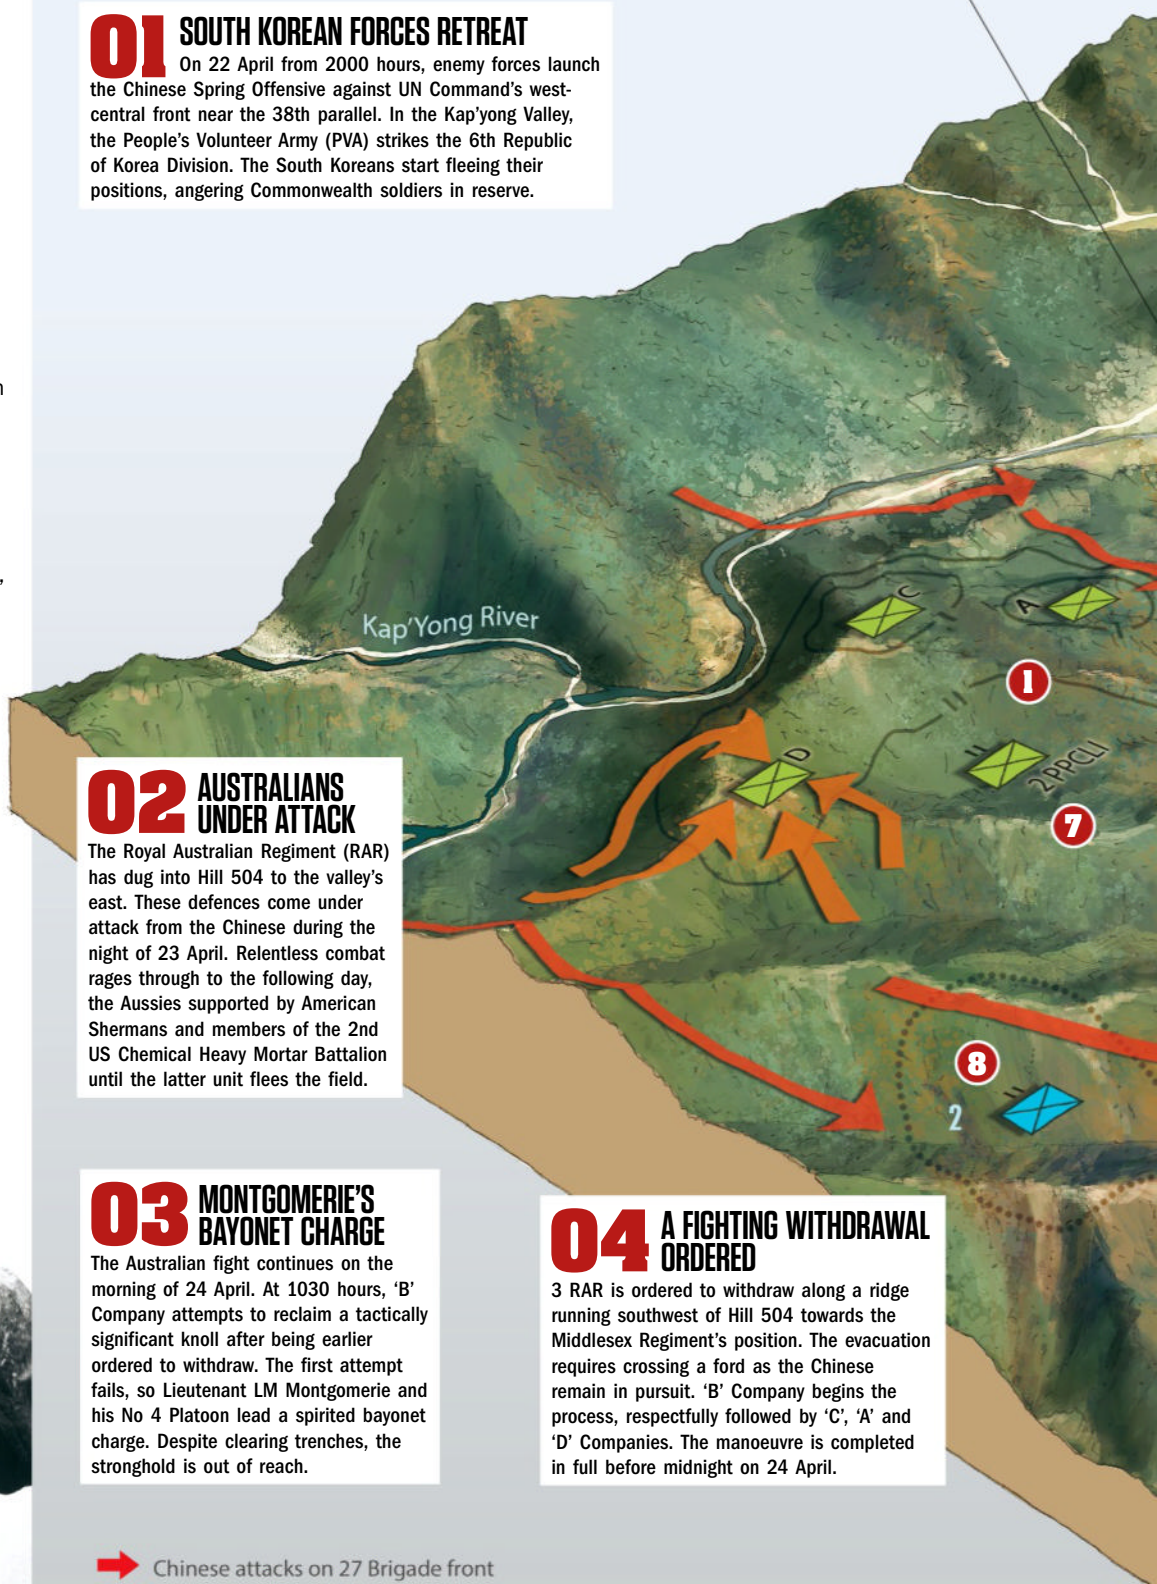 01 SOUTH KOREAN FORCES RETREAT
On 22 April from 2000 hours, enemy forces launch
the Chinese Spring Offensive against UN Command's west-
central front near the 38th parallel. In the Kap'yong Valley,
the People's Volunteer Army (PVA) strikes the 6th Republic
of Korea Division. The South Koreans start fleeing their
positions, angering Commonwealth soldiers in reserve.
Kap'Yong River
C
A
1
D
2 PPCLI
7
8
2
02 AUSTRALIANS
UNDER ATTACK
The Royal Australian Regiment (RAR)
has dug into Hill 504 to the valley's
east. These defences come under
attack from the Chinese during the
night of 23 April. Relentless combat
rages through to the following day,
the Aussies supported by American
Shermans and members of the 2nd
US Chemical Heavy Mortar Battalion
until the latter unit flees the field.
03 MONTGOMERIE'S
BAYONET CHARGE
The Australian fight continues on the
morning of 24 April. At 1030 hours, 'B'
Company attempts to reclaim a tactically
significant knoll after being earlier
ordered to withdraw. The first attempt
fails, so Lieutenant LM Montgomerie and
his No 4 Platoon lead a spirited bayonet
charge. Despite clearing trenches, the
stronghold is out of reach.
04 A FIGHTING WITHDRAWAL
ORDERED
3 RAR is ordered to withdraw along a ridge
running southwest of Hill 504 towards the
Middlesex Regiment's position. The evacuation
requires crossing a ford as the Chinese
remain in pursuit. 'B' Company begins the
process, respectfully followed by 'C', 'A' and
'D' Companies. The manoeuvre is completed
in full before midnight on 24 April.
Chinese attacks on 27 Brigade front